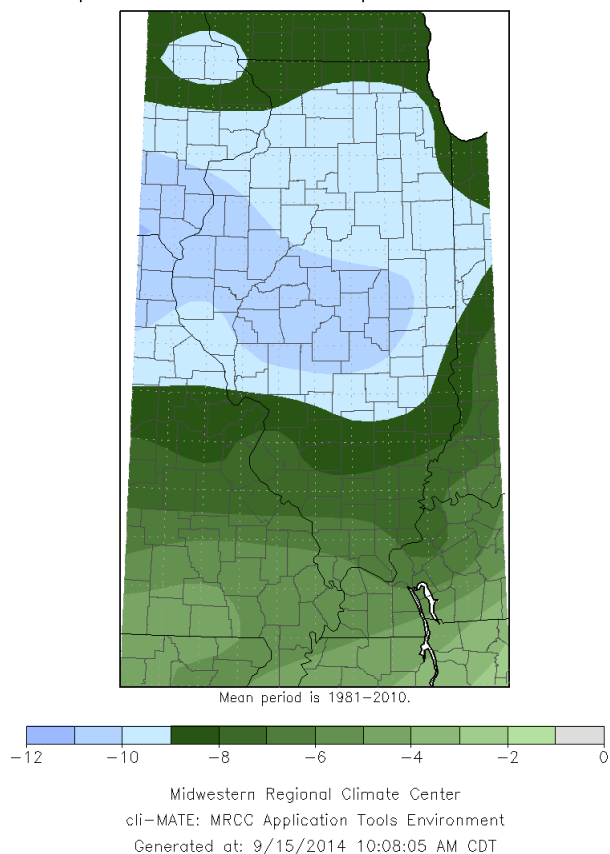 Mean period is 1981-2010.
-12 -10 -8 -6 -4 -2 0
Midwestern Regional Climate Center
cli-MATE: MRCC Application Tools Environment
Generated at: 9/15/2014 10:08:05 AM CDT